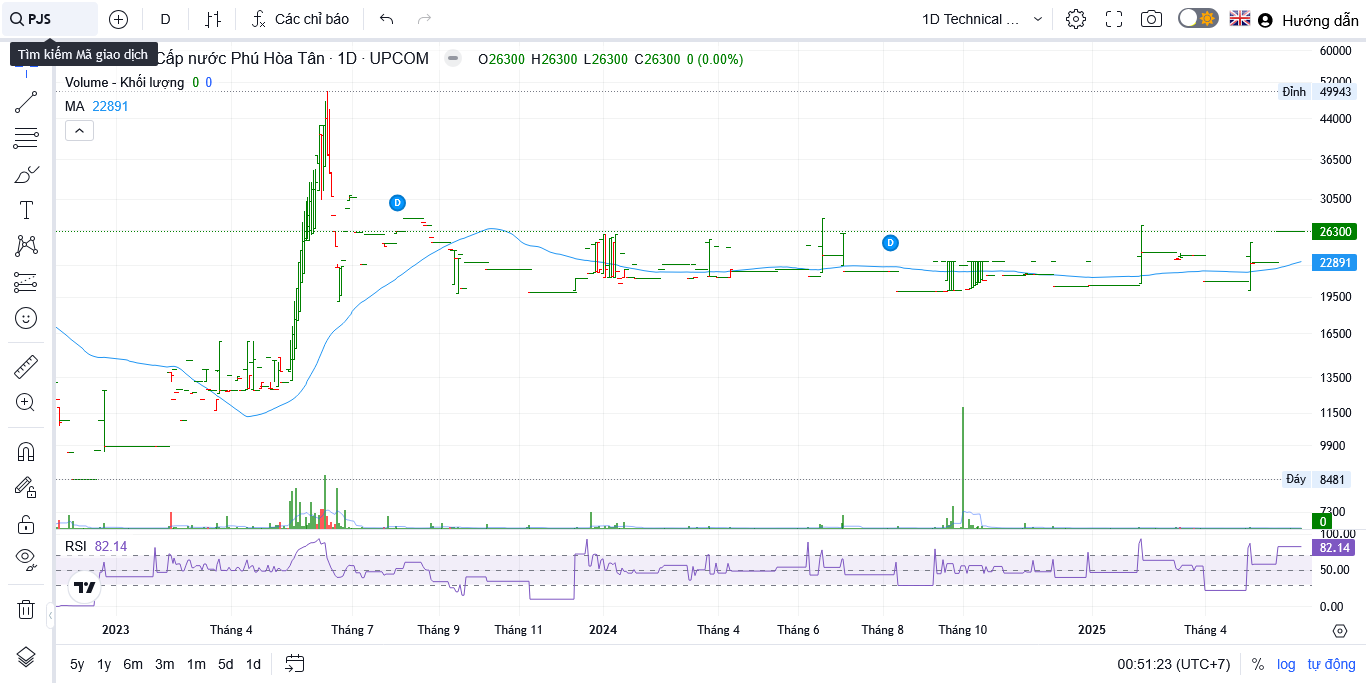 PJS
D
Các chỉ báo
1D Technical ...
Hướng dẫn
Tìm kiếm Mã giao dịch
Cấp nước Phú Hòa Tân · 1D · UPCOM
O26300 H26300 L26300 C26300 0 (0.00%)
Volume - Khối lượng 0 0
MA 22891
60000
52000
Đỉnh 49943
44000
36500
30500
26300
22891
19500
16500
13500
11500
9900
Đáy 8481
7300
0
D
D
RSI 82.14
100.00
82.14
50.00
0.00
2023 Tháng 4 Tháng 7 Tháng 9 Tháng 11 2024 Tháng 4 Tháng 6 Tháng 8 Tháng 10 2025 Tháng 4
5y 1y 6m 3m 1m 5d 1d
00:51:23 (UTC+7) % log tự động